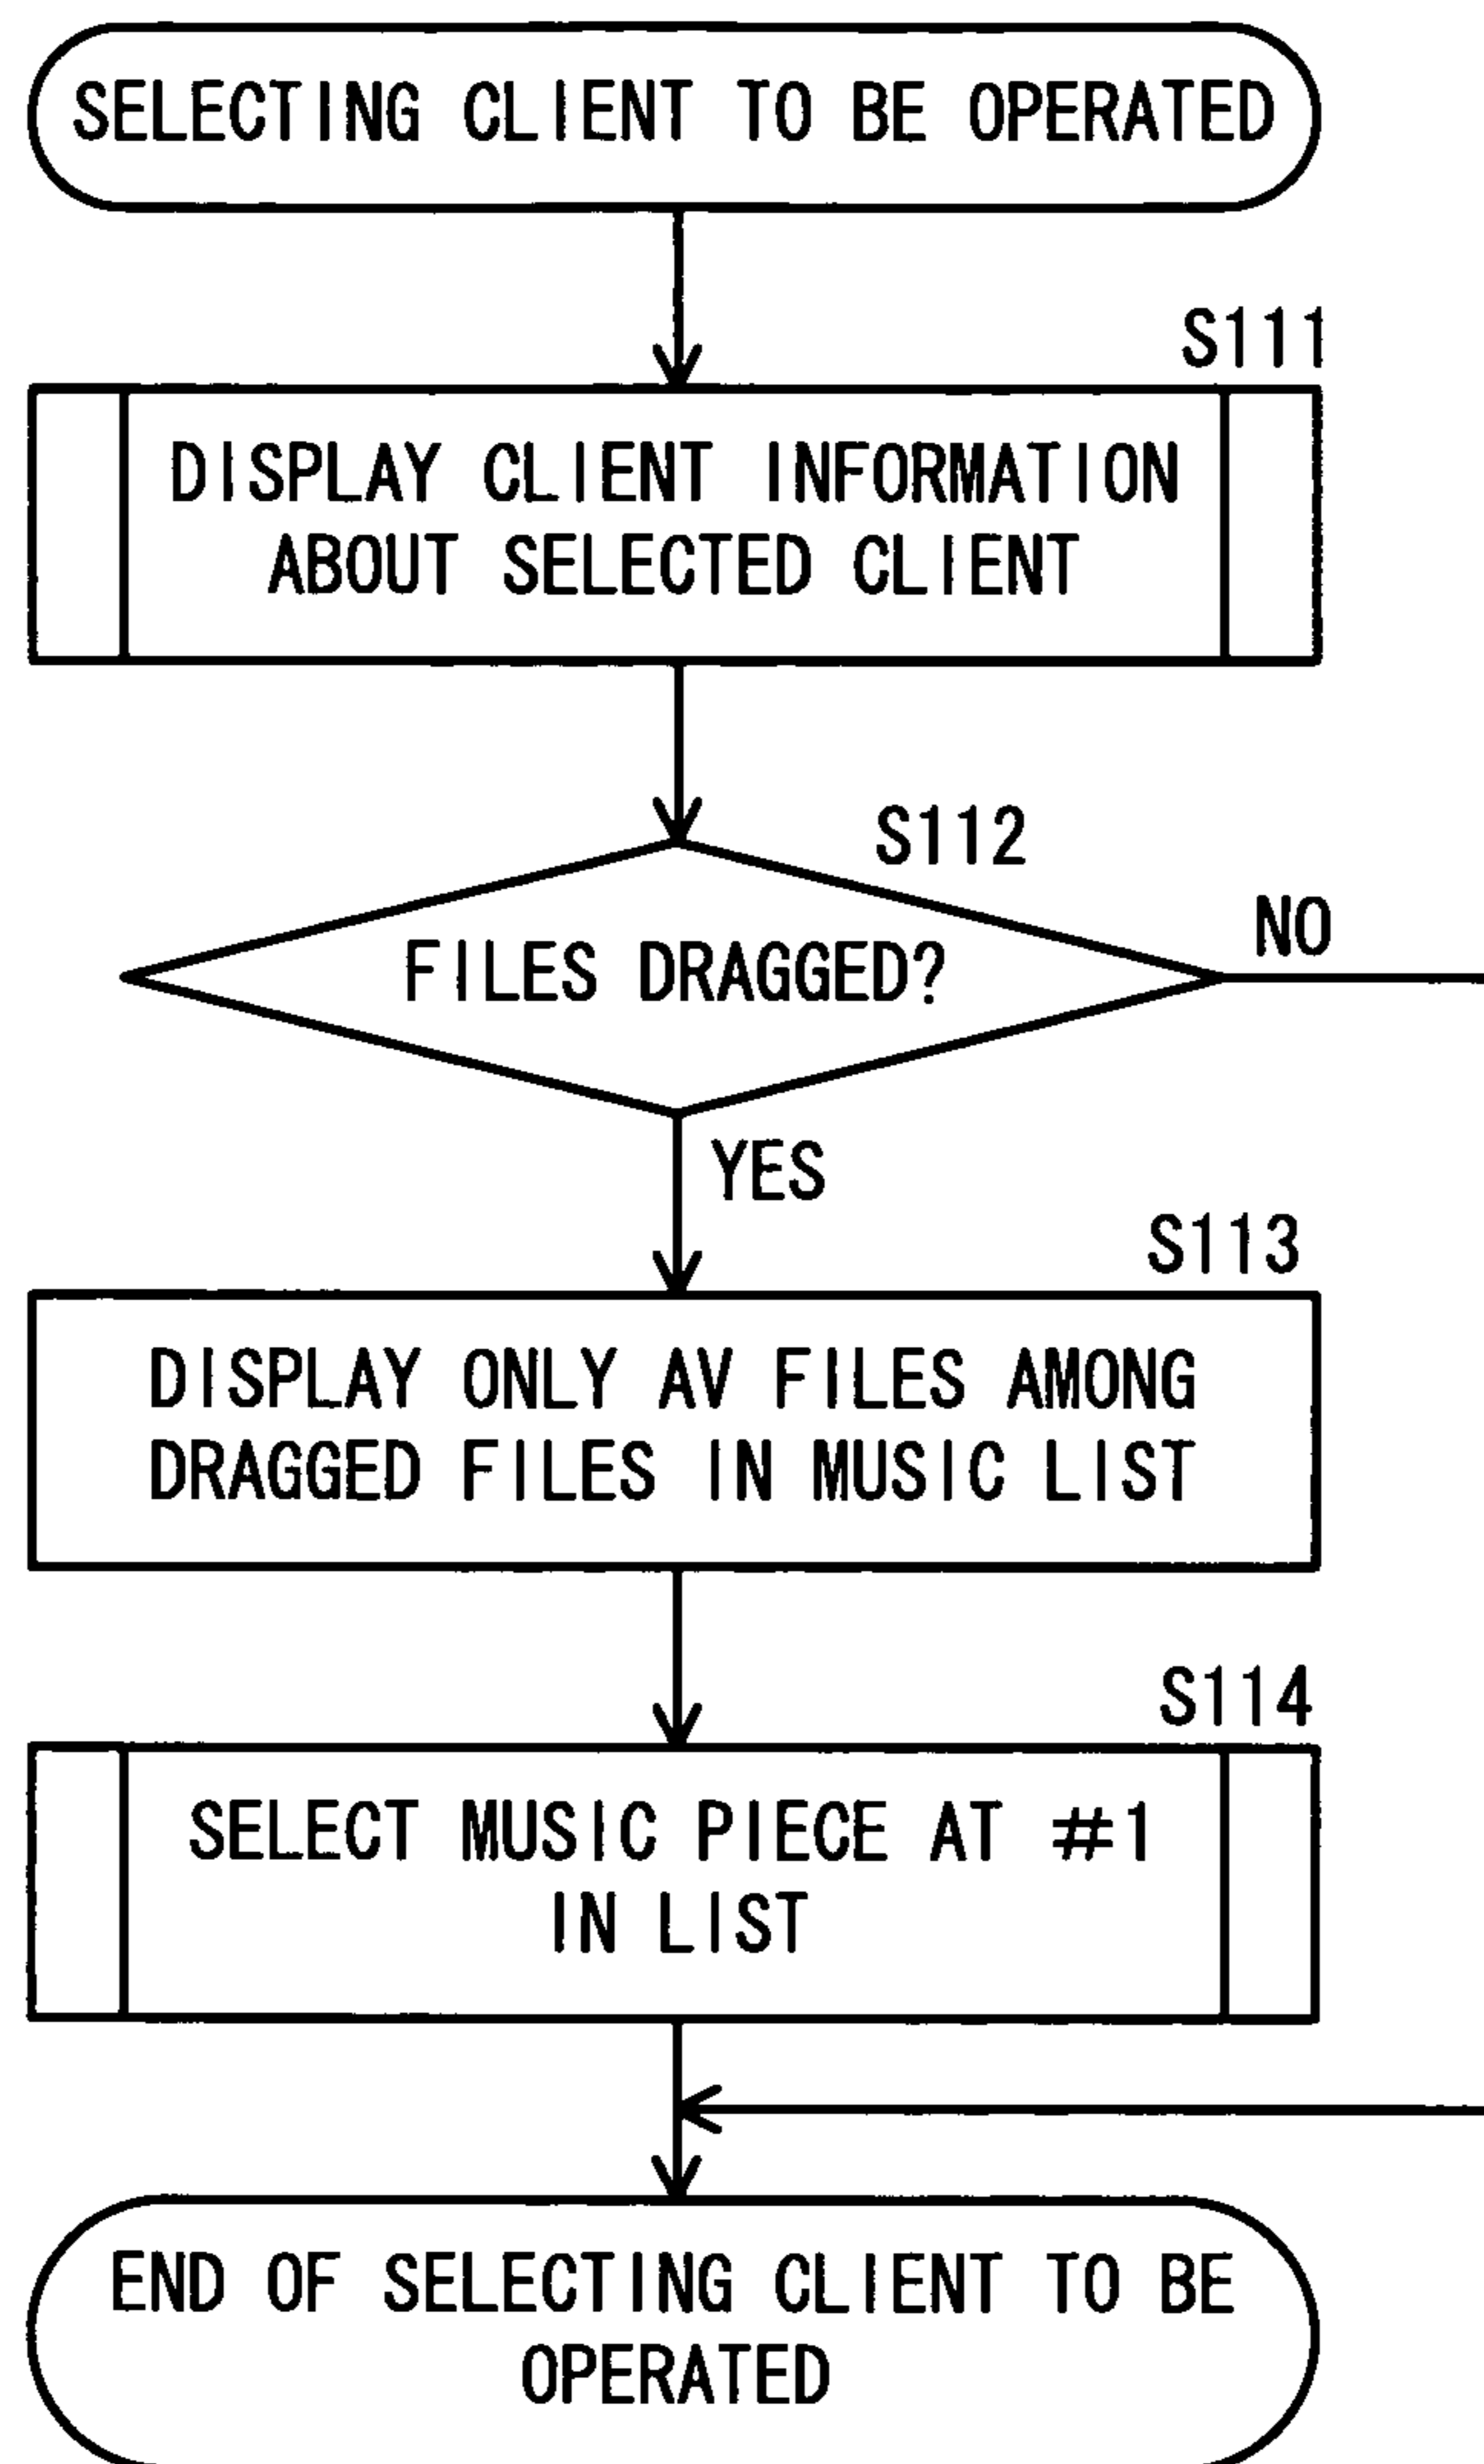 SELECTING CLIENT TO BE OPERATED
S111
DISPLAY CLIENT INFORMATION
ABOUT SELECTED CLIENT
S112
FILES DRAGGED?
NO
YES
S113
DISPLAY ONLY AV FILES AMONG
DRAGGED FILES IN MUSIC LIST
S114
SELECT MUSIC PIECE AT #1
IN LIST
END OF SELECTING CLIENT TO BE
OPERATED